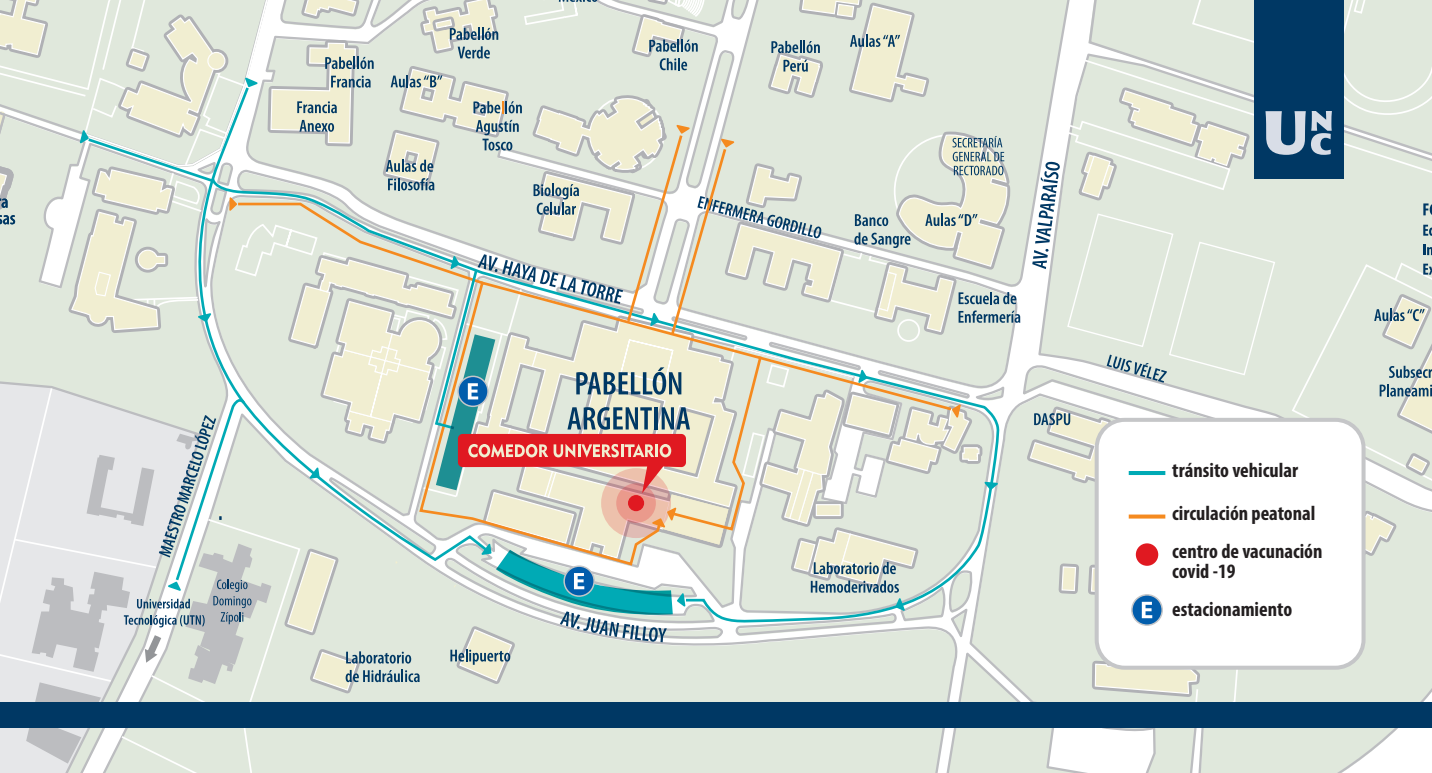 México
Pabellón
Verde
Pabellón
Chile
Pabellón
Perú
Aulas "A"
Pabellón
Francia
Aulas "B"
Francia
Anexo
Pabellón
Agustín
Tosco
UNC
SECRETARÍA
GENERAL DE
RECTORADO
Aulas de
Filosofía
Biología
Celular
ENFERMERA GORDILLO
Banco
de Sangre
Aulas "D"
AV. VALPARAÍSO
AV. HAYA DE LA TORRE
Escuela de
Enfermería
Aulas "C"
LUIS VÉLEZ
E
PABELLÓN
ARGENTINA
COMEDOR UNIVERSITARIO
DASPU
MAESTRO MARCELO LÓPEZ
tránsito vehicular
circulación peatonal
centro de vacunación
covid -19
E
estacionamiento
Laboratorio de
Hemoderivados
E
Colegio
Domingo
Zípoli
Universidad
Tecnológica (UTN)
AV. JUAN FILLOY
Laboratorio
de Hidráulica
Helipuerto